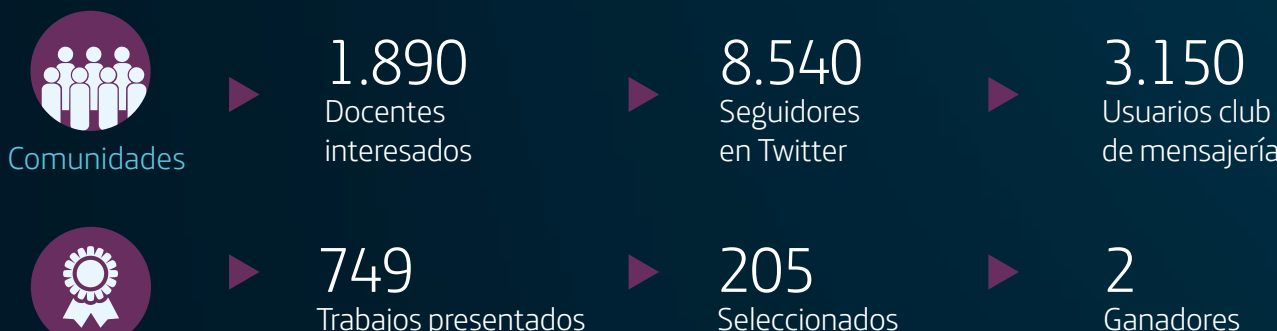 1.890
Docentes
interesados
8.540
Seguidores
en Twitter
3.150
Usuarios club
de mensajería
Comunidades
749
Trabajos presentados
205
Seleccionados
2
Ganadores